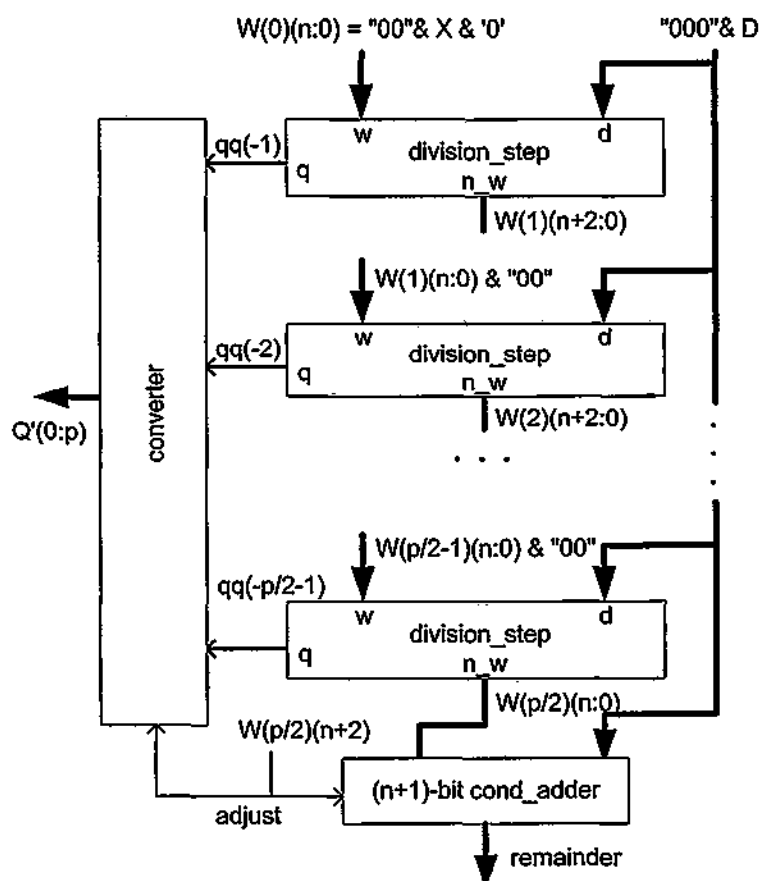 W(0)(n:0) = "00"& X & '0'
"000"& D
w
d
division_step
qq(-1)
q
n_w
W(1)(n+2:0)
W(1)(n:0) & "00"
w
d
division_step
qq(-2)
q
n_w
W(2)(n+2:0)
converter
Q'(0:p)
. . .
W(p/2-1)(n:0) & "00"
qq(-p/2-1)
w
d
division_step
q
n_w
W(p/2)(n:0)
W(p/2)(n+2)
(n+1)-bit cond_adder
adjust
remainder